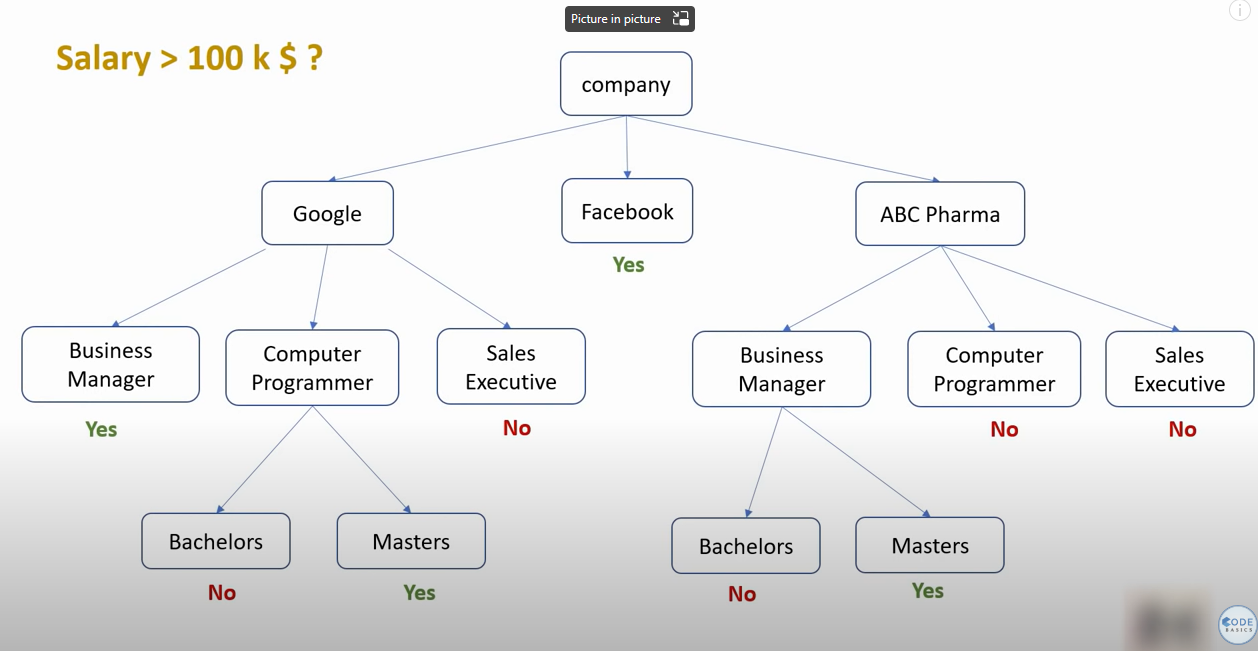 Picture in picture
Salary > 100 k $ ?
company
Google
Facebook
ABC Pharma
Yes
Business
Manager
Computer
Programmer
Sales
Executive
Business
Manager
Computer
Programmer
Sales
Executive
Yes
No
No
No
Bachelors
Masters
Bachelors
Masters
No
Yes
No
Yes
CODE
BASICS